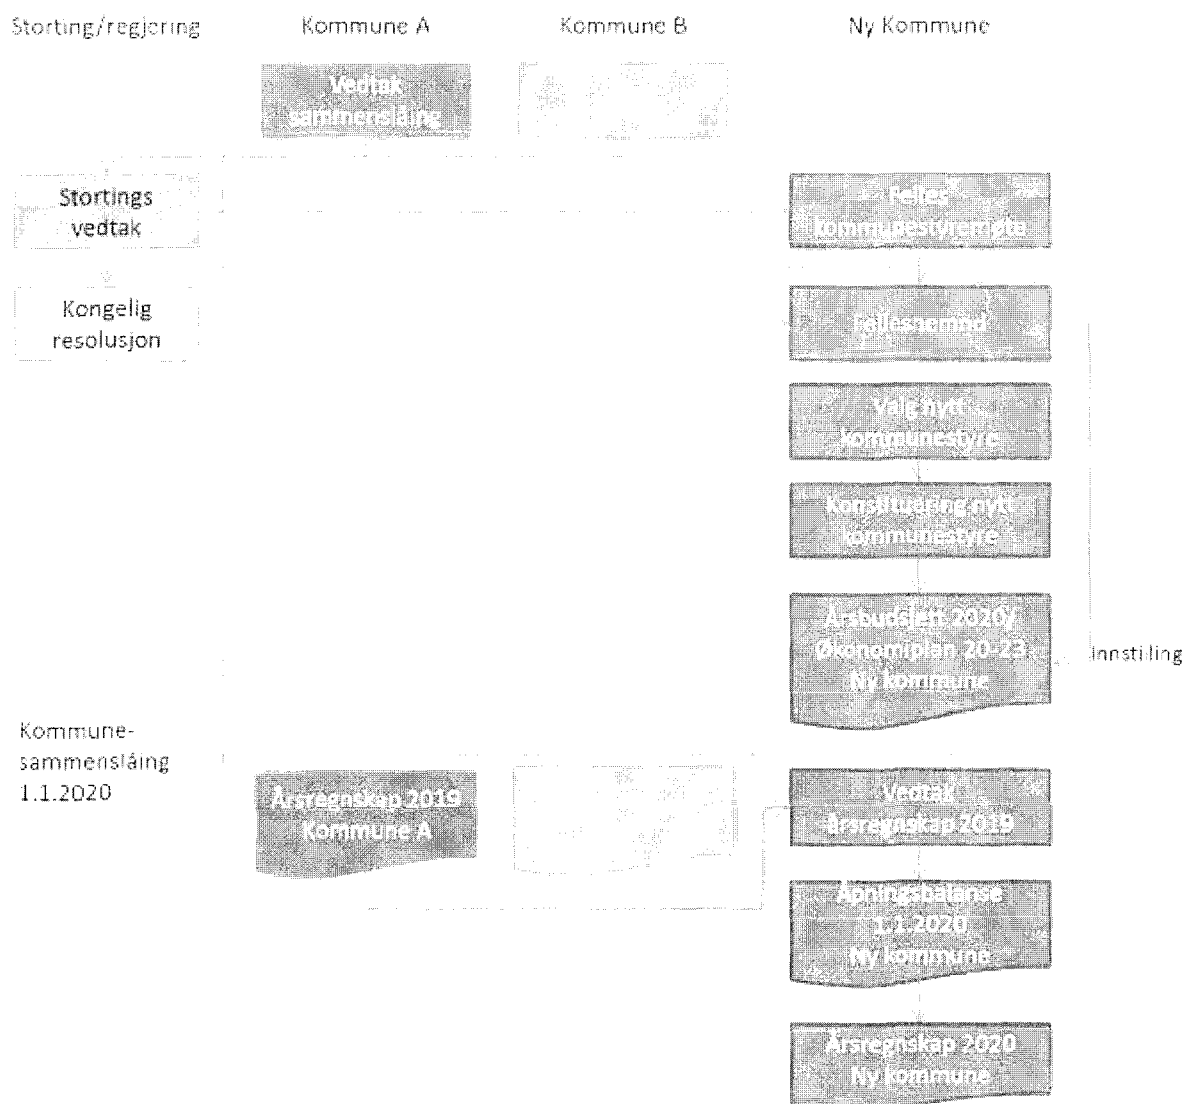 Storting/regjering
Kommune A
Kommune B
Ny Kommune
Vedtak
sammenslåing
Stortings
vedtak
Felles
kommunestyremøte
Kongelig
resolusjon
Fellesnemnd
Valg nytt
kommunestyre
Konstituering nytt
kommunestyre
Årsbudsjett 2020/
Økonomiplan 20-23
Ny kommune
Innstilling
Kommune-
sammenslåing
1.1.2020
Årsregnskap 2019
Kommune A
Vedtak
årsregnskap 2019
Åpningsbalanse
1.1.2020
Ny kommune
Årsregnskap 2020
Ny kommune